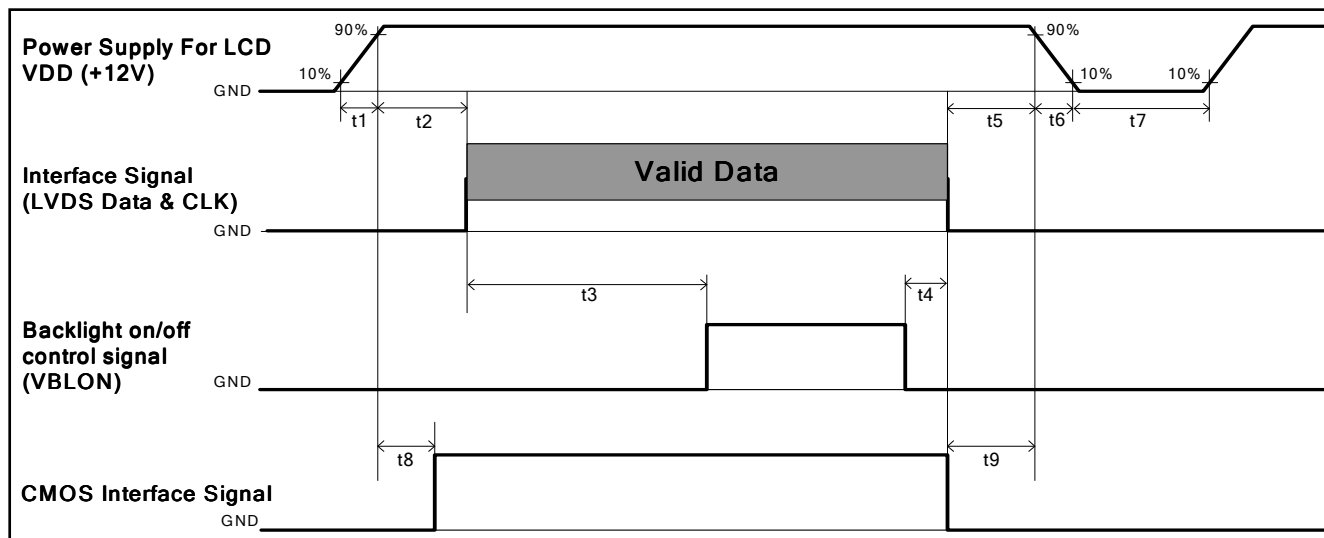 Power Supply For LCD
VDD (+12V)
90%
10%
GND
90%
10%
10%
t1
t2
t5
t6
t7
Interface Signal
(LVDS Data & CLK)
Valid Data
GND
t3
t4
Backlight on/off
control signal
(VBLON)
GND
t8
t9
CMOS Interface Signal
GND